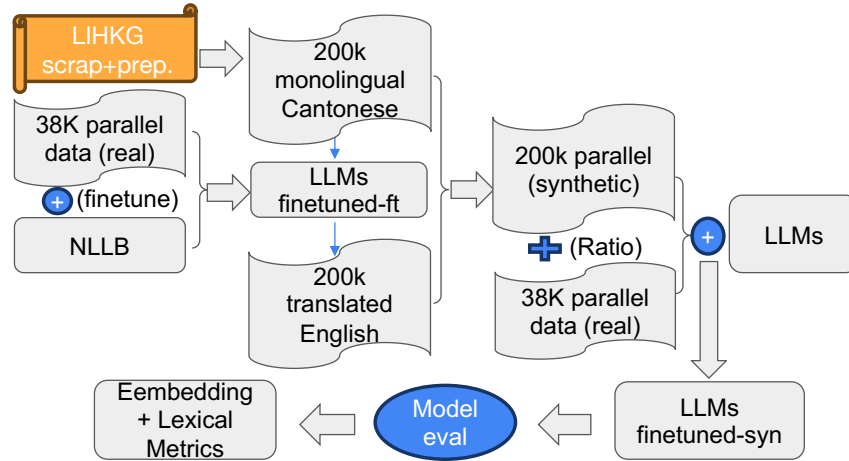 LIHKG
scrap+prep.
200k
monolingual
Cantonese
38K parallel
data (real)
+ (finetune)
NLLB
LLMs
finetuned-ft
200k
translated
English
200k parallel
(synthetic)
(Ratio)
38K parallel
data (real)
+
LLMs
LLMs
finetuned-syn
Model
eval
Eembedding
+ Lexical
Metrics